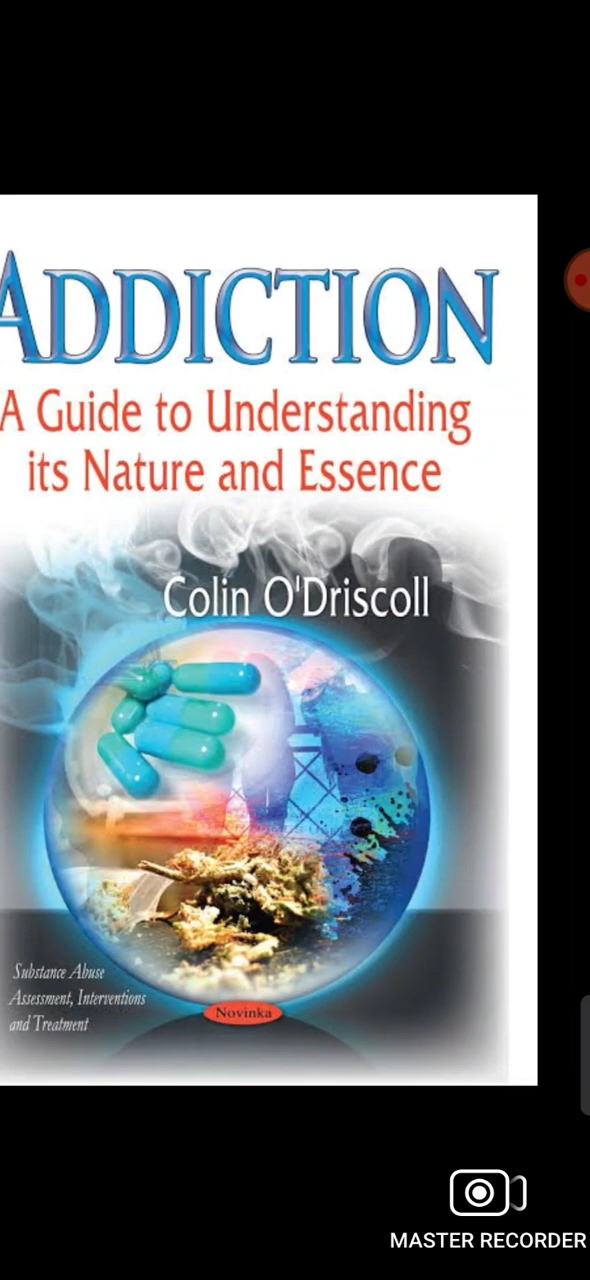 ADDICTION
A Guide to Understanding
its Nature and Essence
Colin O'Driscoll
Substance Abuse
Assessment, Interventions
and Treatment
Novinka
MASTER RECORDER